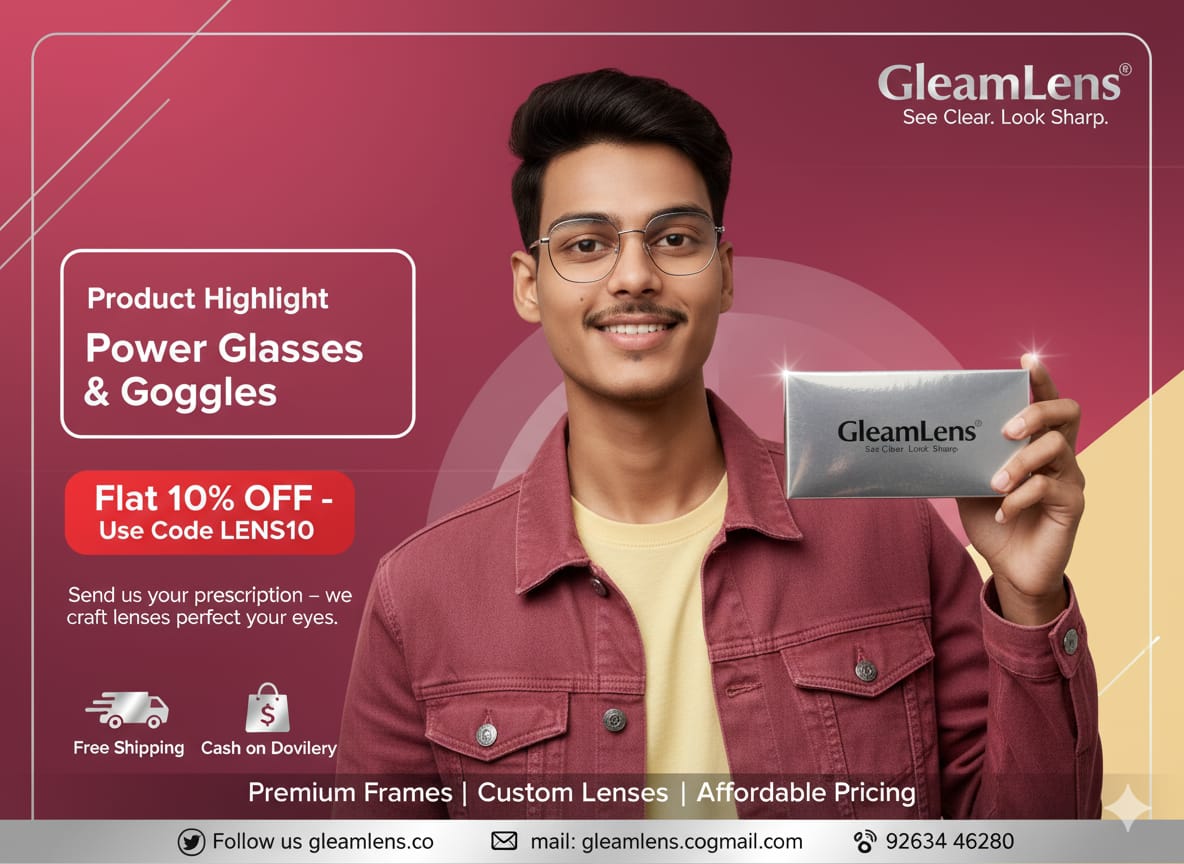 GleamLens®
See Clear. Look Sharp.
Product Highlight
Power Glasses
& Goggles
Flat 10% OFF -
Use Code LENS10
Send us your prescription – we
craft lenses perfect your eyes.
GleamLens®
Sae Ciber Look Sharp
Free Shipping
Cash on Dovilery
Premium Frames | Custom Lenses | Affordable Pricing
Follow us gleamlens.co
mail: gleamlens.cogmail.com
92634 46280